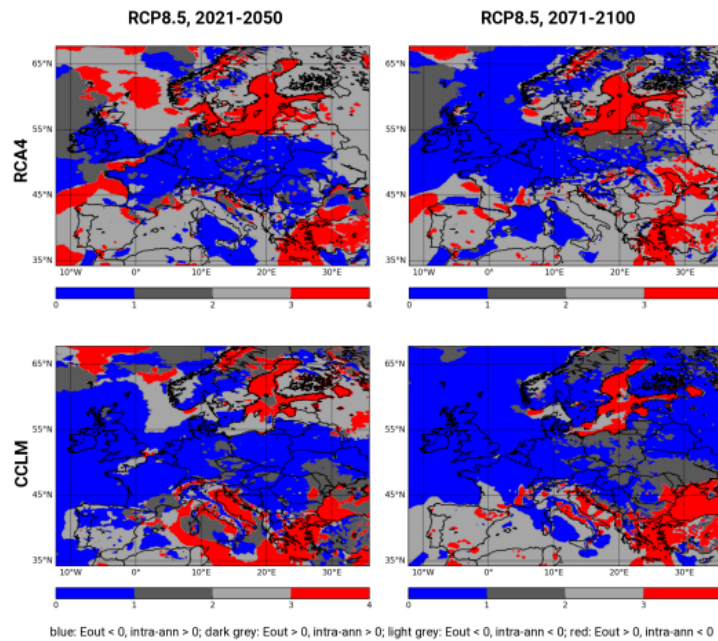 RCP8.5, 2021-2050 RCP8.5, 2071-2100
RCA4
65°N 65°N
55°N 55°N
45°N 45°N
35°N 35°N
10°W 0° 10°E 20°E 30°E 10°W 0° 10°E 20°E 30°E
0 1 2 3 4 0 1 2 3
CCLM
65°N 65°N
55°N 55°N
45°N 45°N
35°N 35°N
10°W 0° 10°E 20°E 30°E 10°W 0° 10°E 20°E 30°E
0 1 2 3 4 0 1 2 3
blue: Eout < 0, intra-ann > 0; dark grey: Eout > 0, intra-ann > 0; light grey: Eout < 0, intra-ann < 0; red: Eout > 0, intra-ann < 0